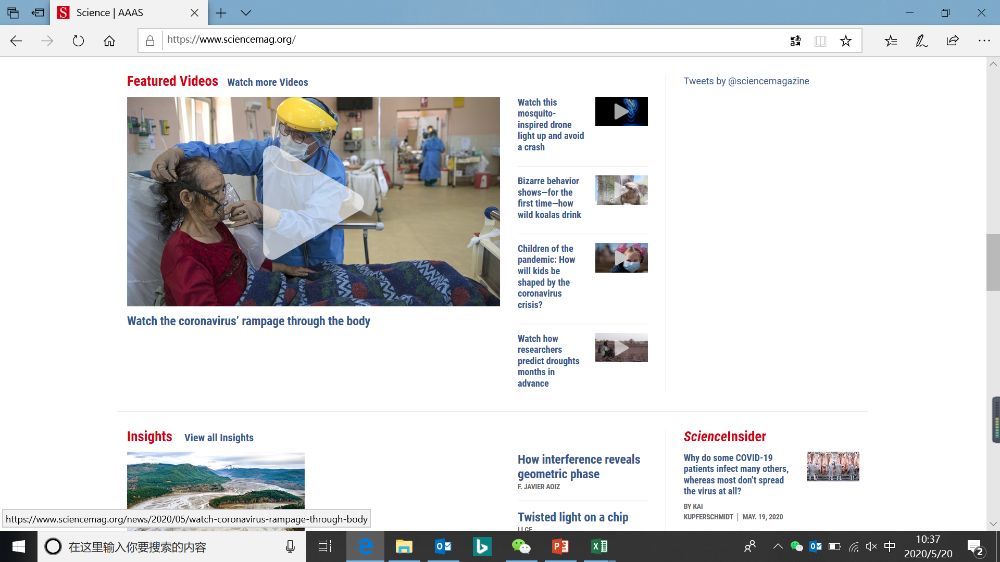 Science | AAAS
https://www.sciencemag.org/
Featured Videos Watch more Videos
Watch the coronavirus’ rampage through the body
Watch this
mosquito-
inspired drone
light up and avoid
a crash
Bizarre behavior
shows—for the
first time—how
wild koalas drink
Children of the
pandemic: How
will kids be
shaped by the
coronavirus
crisis?
Watch how
researchers
predict droughts
months in
advance
Tweets by @sciencemagazine
Insights View all Insights
How interference reveals
geometric phase
F. JAVIER AOIZ
Twisted light on a chip
LI GE
ScienceInsider
Why do some COVID-19
patients infect many others,
whereas most don’t spread
the virus at all?
BY KAI
KUPFERSCHMIDT | MAY. 19, 2020
https://www.sciencemag.org/news/2020/05/watch-coronavirus-rampage-through-body
在这里输入你要搜索的内容
中
10:37
2020/5/20
2